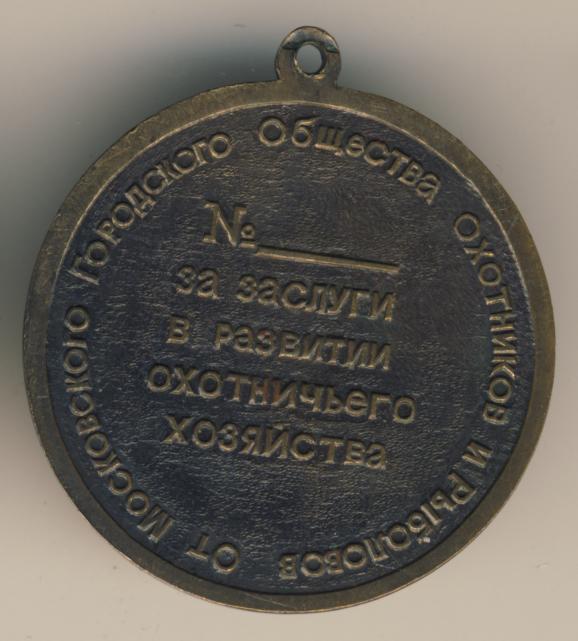 от Московского Городского Общества охотников и рыболовов
№
за заслуги
в развитии
охотничьего
хозяйства